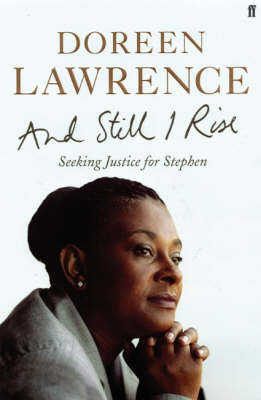 ff
DOREEN
LAWRENCE
And Still I Rise
Seeking Justice for Stephen